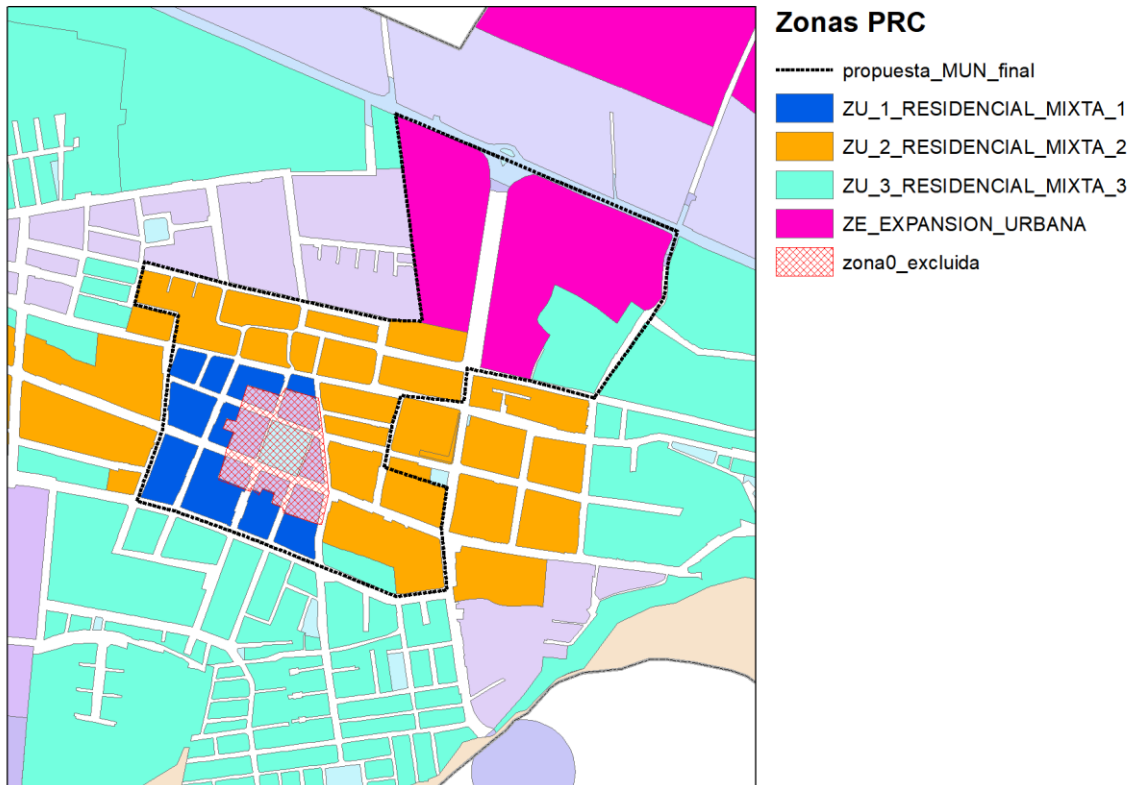 Zonas PRC
propuesta_MUN_final
ZU_1_RESIDENCIAL_MIXTA_1
ZU_2_RESIDENCIAL_MIXTA_2
ZU_3_RESIDENCIAL_MIXTA_3
ZE_EXPANSION_URBANA
zona0_excluida